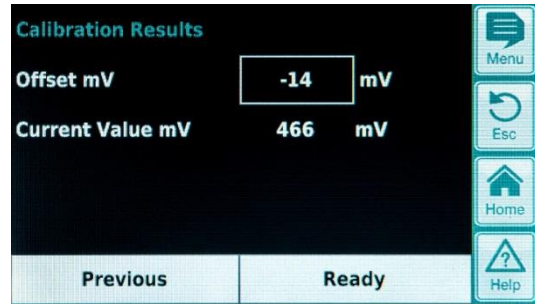 Calibration Results
Offset mV -14 mV
Current Value mV 466 mV
Previous Ready
Menu
Esc
Home
Help